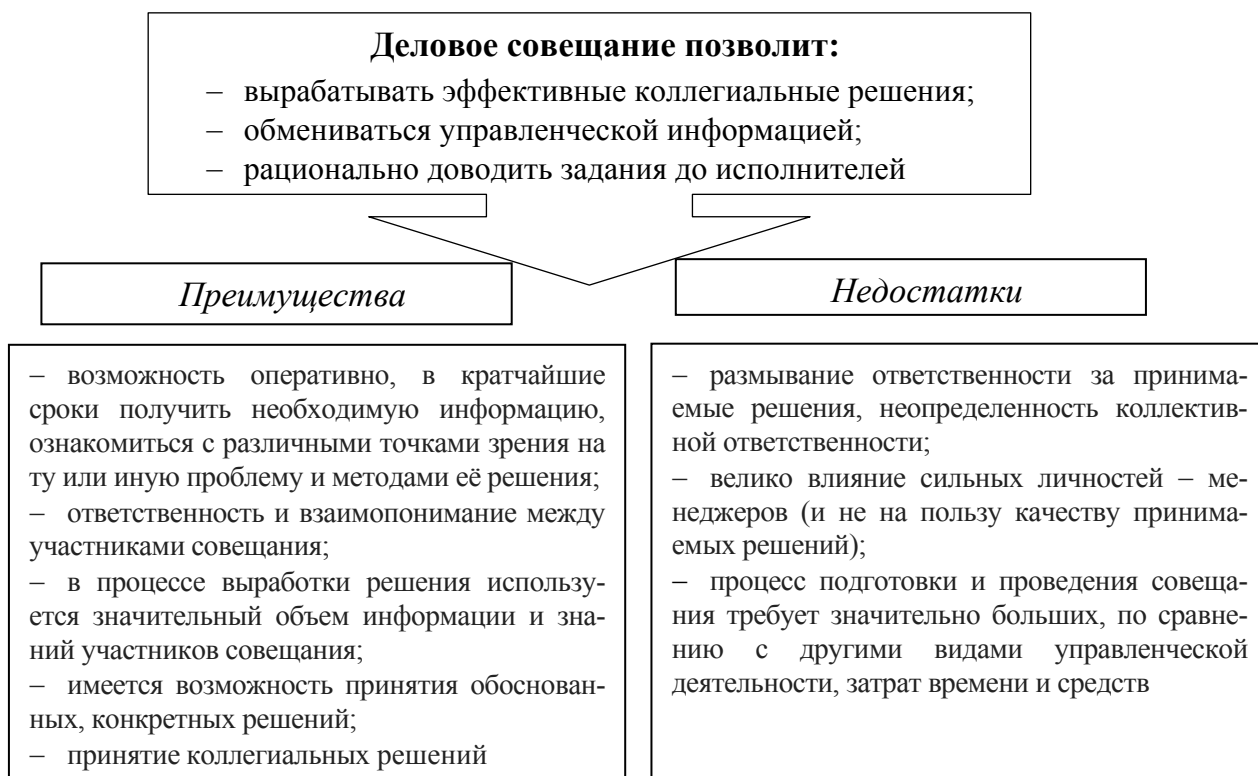 Деловое совещание позволит:
– вырабатывать эффективные коллегиальные решения;
– обмениваться управленческой информацией;
– рационально доводить задания до исполнителей
Преимущества
– возможность оперативно, в кратчайшие
сроки получить необходимую информацию,
ознакомиться с различными точками зрения на
ту или иную проблему и методами её решения;
– ответственность и взаимопонимание между
участниками совещания;
– в процессе выработки решения использу-
ется значительный объем информации и зна-
ний участников совещания;
– имеется возможность принятия обоснован-
ных, конкретных решений;
– принятие коллегиальных решений
Недостатки
– размывание ответственности за принима-
емые решения, неопределенность коллектив-
ной ответственности;
– велико влияние сильных личностей – ме-
неджеров (и не на пользу качеству принима-
емых решений);
– процесс подготовки и проведения совеща-
ния требует значительно больших, по сравне-
нию с другими видами управленческой
деятельности, затрат времени и средств